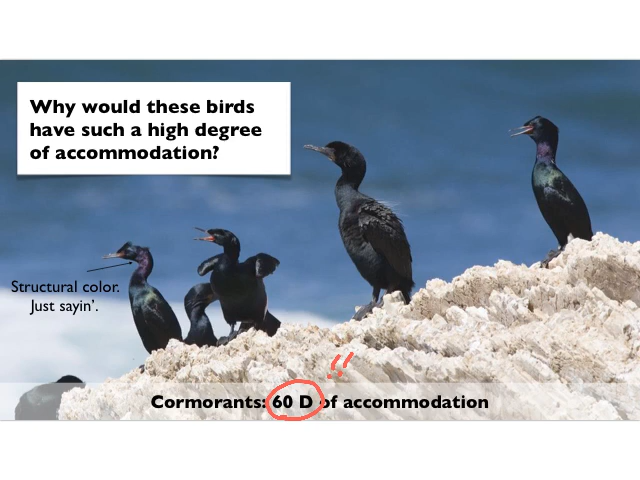 Why would these birds
have such a high degree
of accommodation?
Structural color.
Just sayin’.
!!
Cormorants: 60 D of accommodation